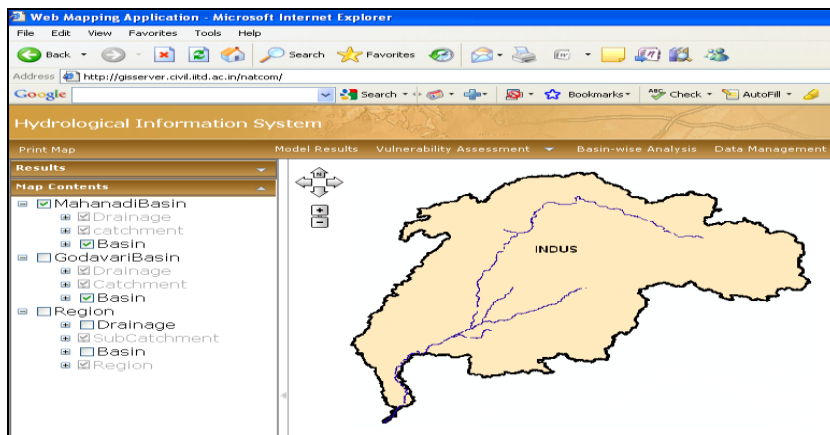 Web Mapping Application - Microsoft Internet Explorer
File Edit View Favorites Tools Help
Back Search Favorites
Address http://gisserver.civil.iitd.ac.in/natcom/
Google Search Bookmarks Check AutoFill
Hydrological Information System
Print Map Model Results Vulnerability Assessment Basin-wise Analysis Data Management
Results
Map Contents
MahanadiBasin
Drainage
catchment
Basin
GodavariBasin
Drainage
Catchment
Basin
Region
Drainage
SubCatchment
Basin
Region
N
INDUS